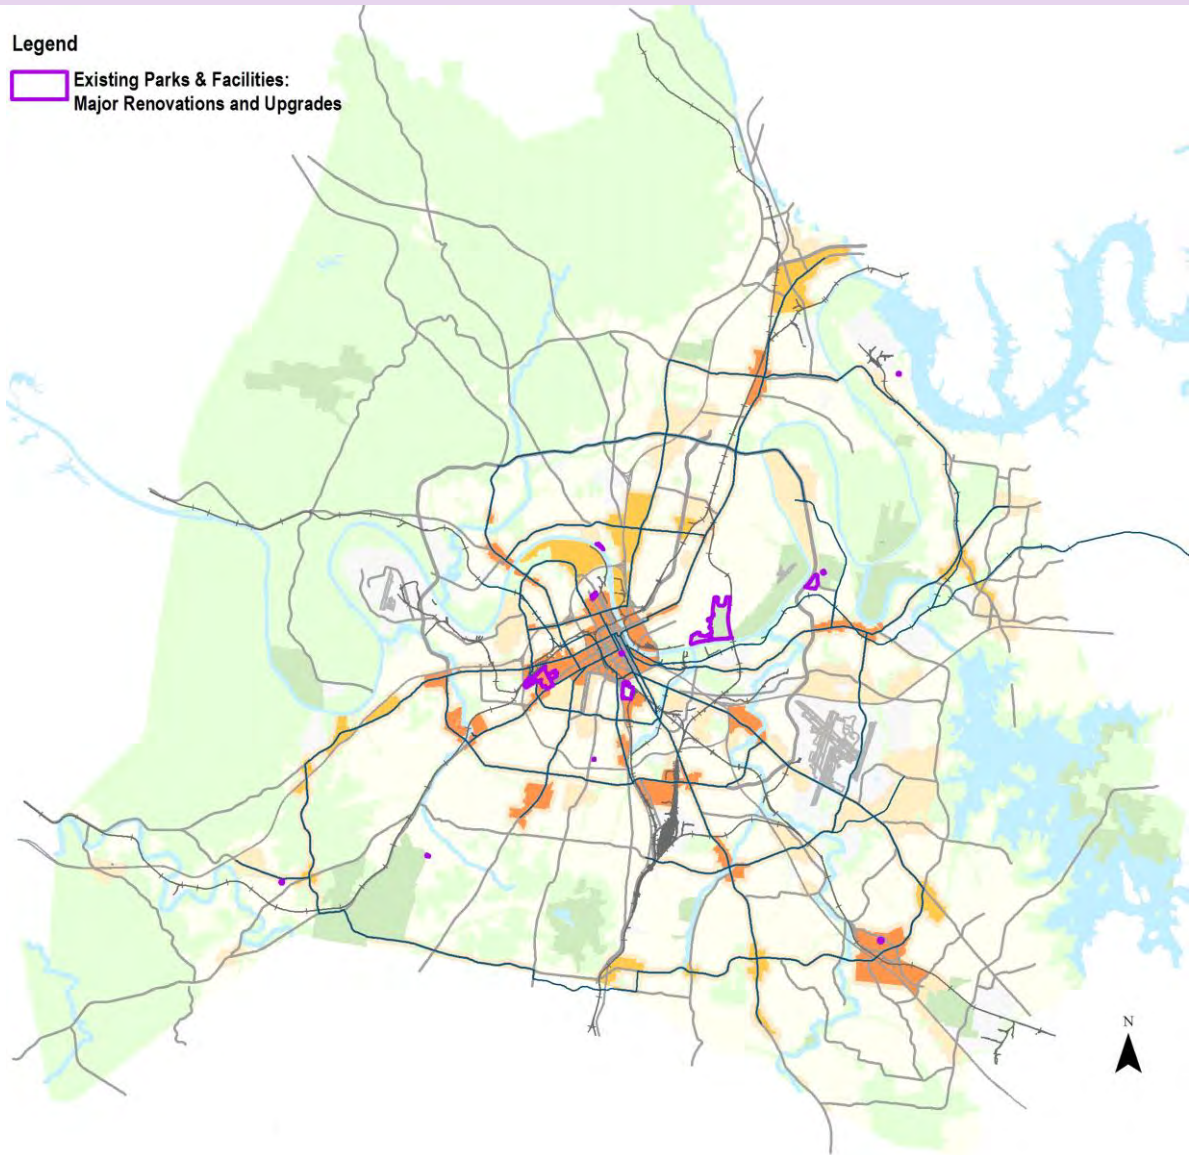 Legend
Existing Parks & Facilities:
Major Renovations and Upgrades
N